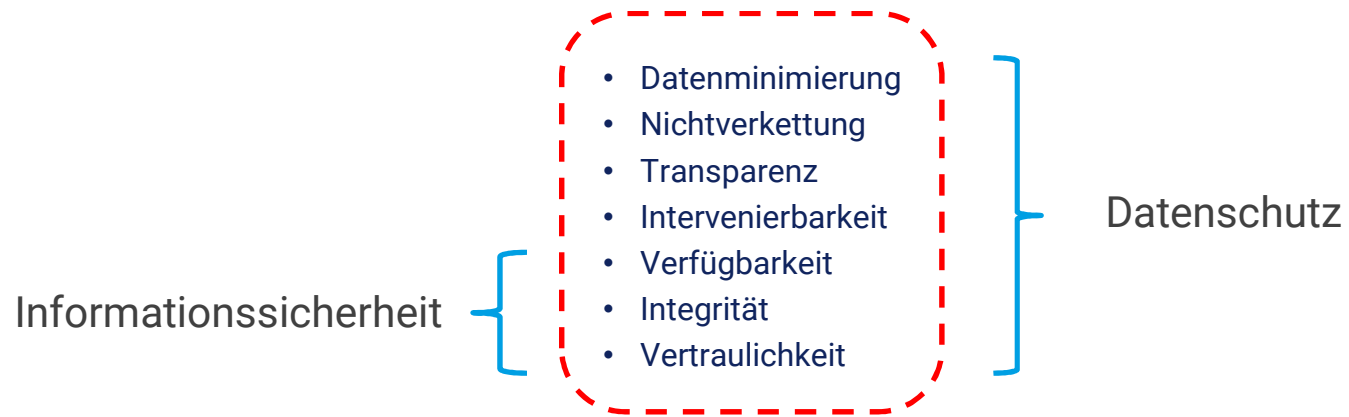 • Datenminimierung
• Nichtverkettung
• Transparenz
• Intervenierbarkeit
• Verfügbarkeit
• Integrität
• Vertraulichkeit
Informationssicherheit
Datenschutz